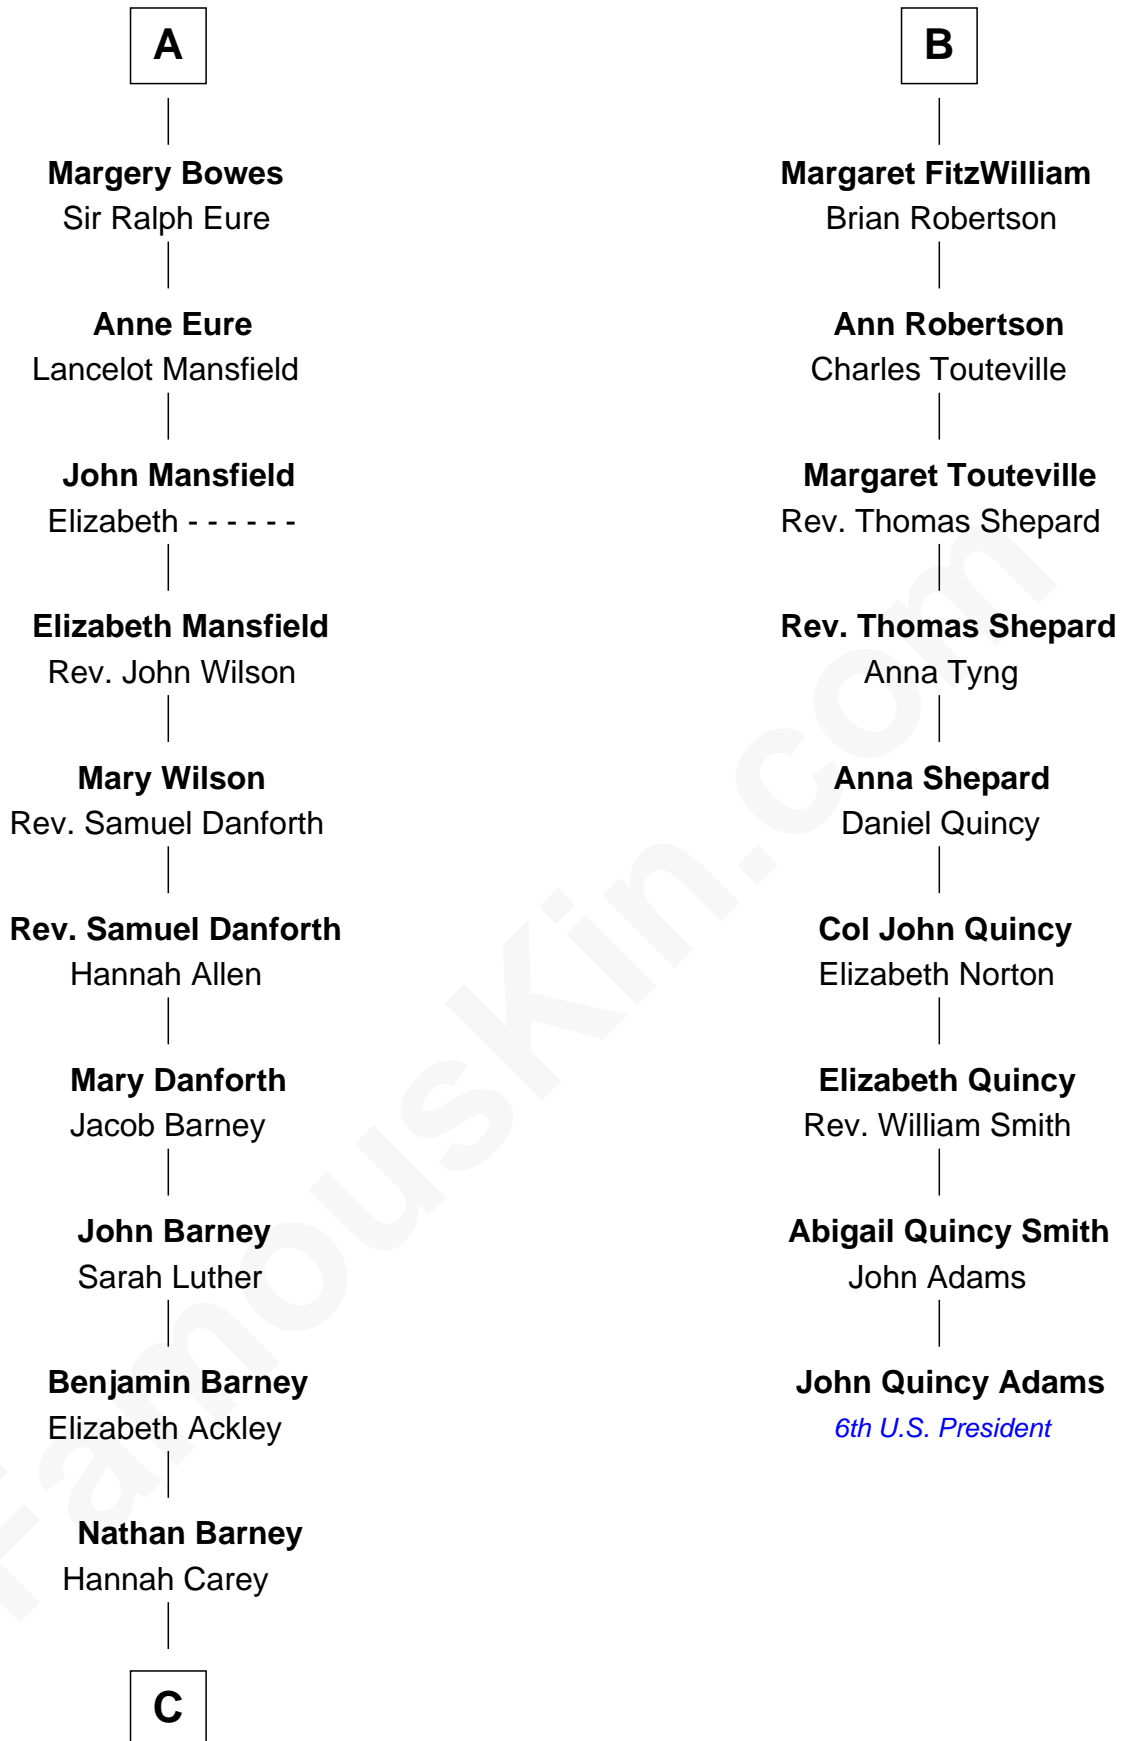 A
Margery Bowes
Sir Ralph Eure
Anne Eure
Lancelot Mansfield
John Mansfield
Elizabeth - - - - - -
Elizabeth Mansfield
Rev. John Wilson
Mary Wilson
Rev. Samuel Danforth
Rev. Samuel Danforth
Hannah Allen
Mary Danforth
Jacob Barney
John Barney
Sarah Luther
Benjamin Barney
Elizabeth Ackley
Nathan Barney
Hannah Carey
C
B
Margaret FitzWilliam
Brian Robertson
Ann Robertson
Charles Touteville
Margaret Touteville
Rev. Thomas Shepard
Rev. Thomas Shepard
Anna Tyng
Anna Shepard
Daniel Quincy
Col John Quincy
Elizabeth Norton
Elizabeth Quincy
Rev. William Smith
Abigail Quincy Smith
John Adams
John Quincy Adams
6th U.S. President
FamousKin.com